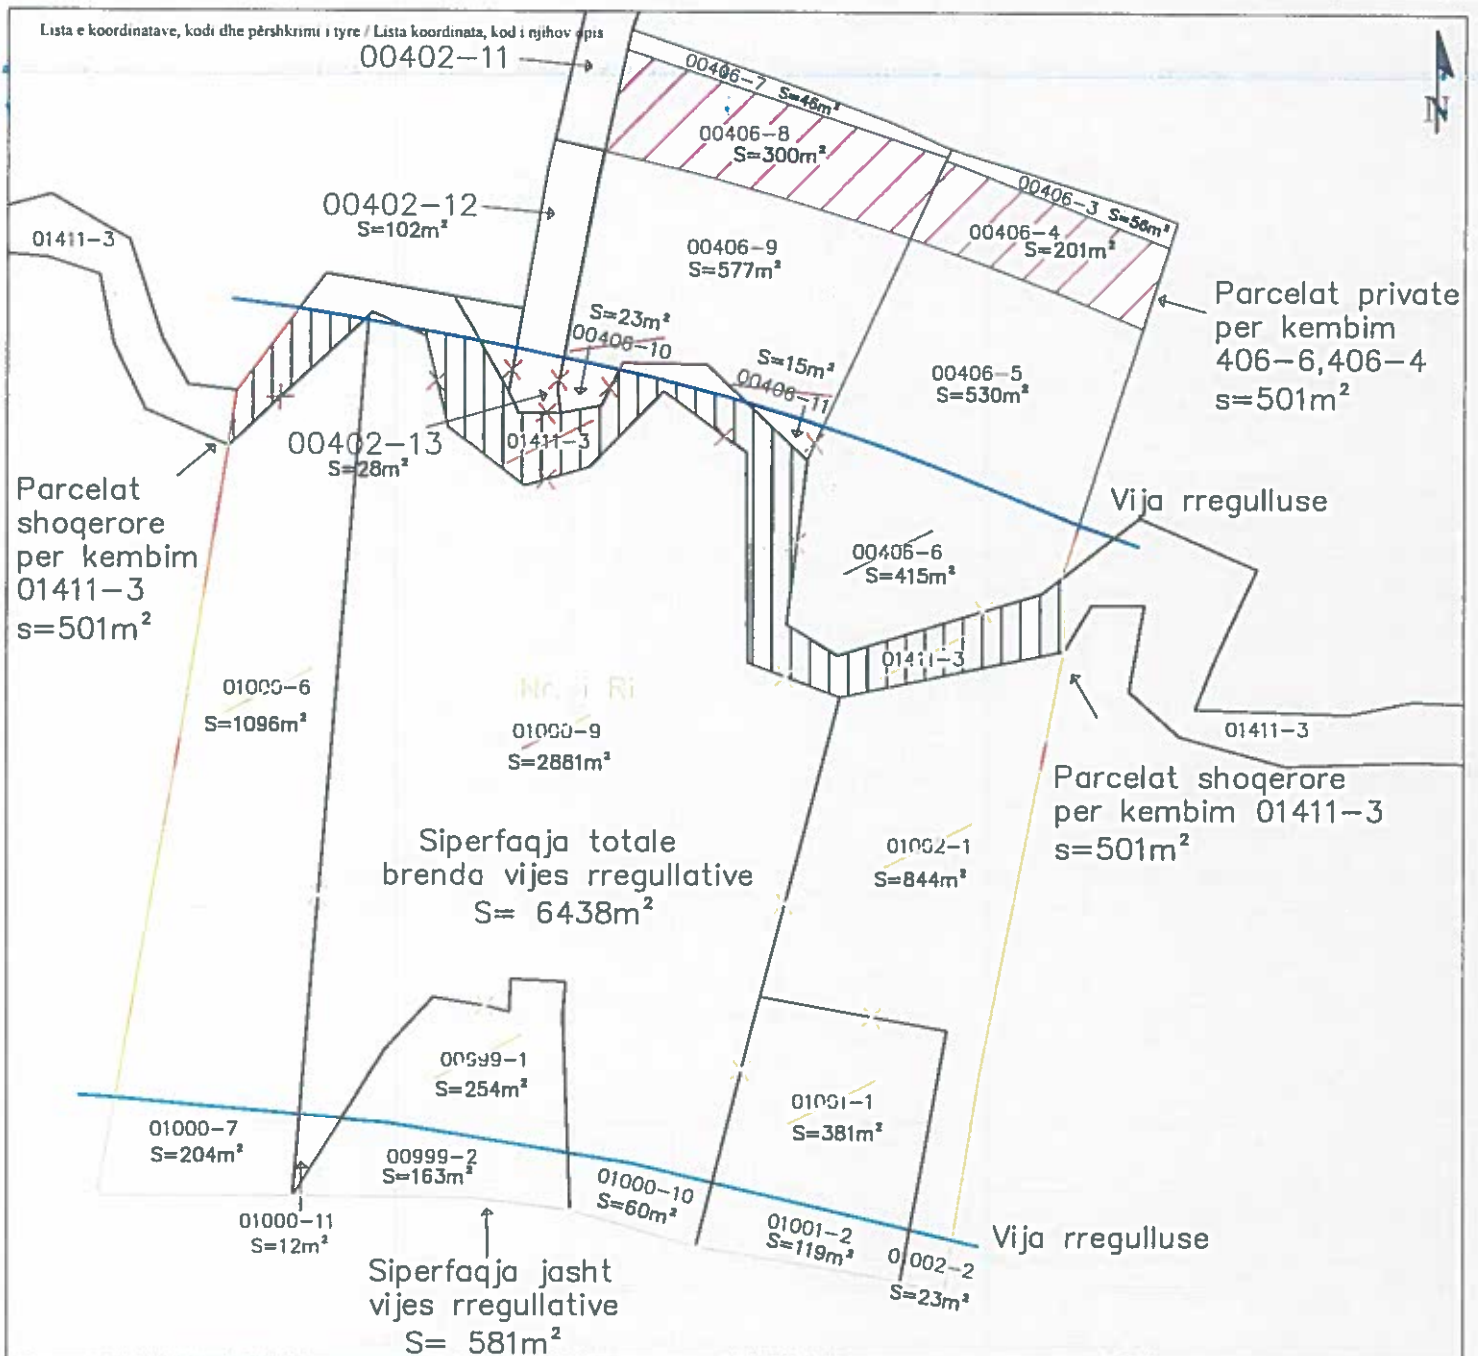 Lista e koordinatave, kodi dhe përshkrimi i tyre / Lista koordinata, kod i njihov opis
00402-11
00406-7 S=46m²
N
00406-8
S=300m²
00402-12
S=102m²
00406-3 S=56m²
00406-4
S=201m²
01411-3
00406-9
S=577m²
Parcelat private
per kembim
406-6,406-4
s=501m²
S=23m²
00406-10
S=15m²
00406-11
00406-5
S=530m²
00402-13
S=28m²
01411-3
Parcelat
shoqerore
per kembim
01411-3
s=501m²
Vija rregulluse
00406-6
S=415m²
01411-3
01000-6
S=1096m²
Nr. i Ri
01000-9
S=2881m²
01411-3
Parcelat shoqerore
per kembim 01411-3
s=501m²
Siperfaqja totale
brenda vijes rregullative
S= 6438m²
01002-1
S=844m²
00999-1
S=254m²
01001-1
S=381m²
01000-7
S=204m²
00999-2
S=163m²
01000-10
S=60m²
01000-11
S=12m²
01001-2
S=119m²
0 002-2
S=23m²
Vija rregulluse
Siperfaqja jasht
vijes rregullative
S= 581m²